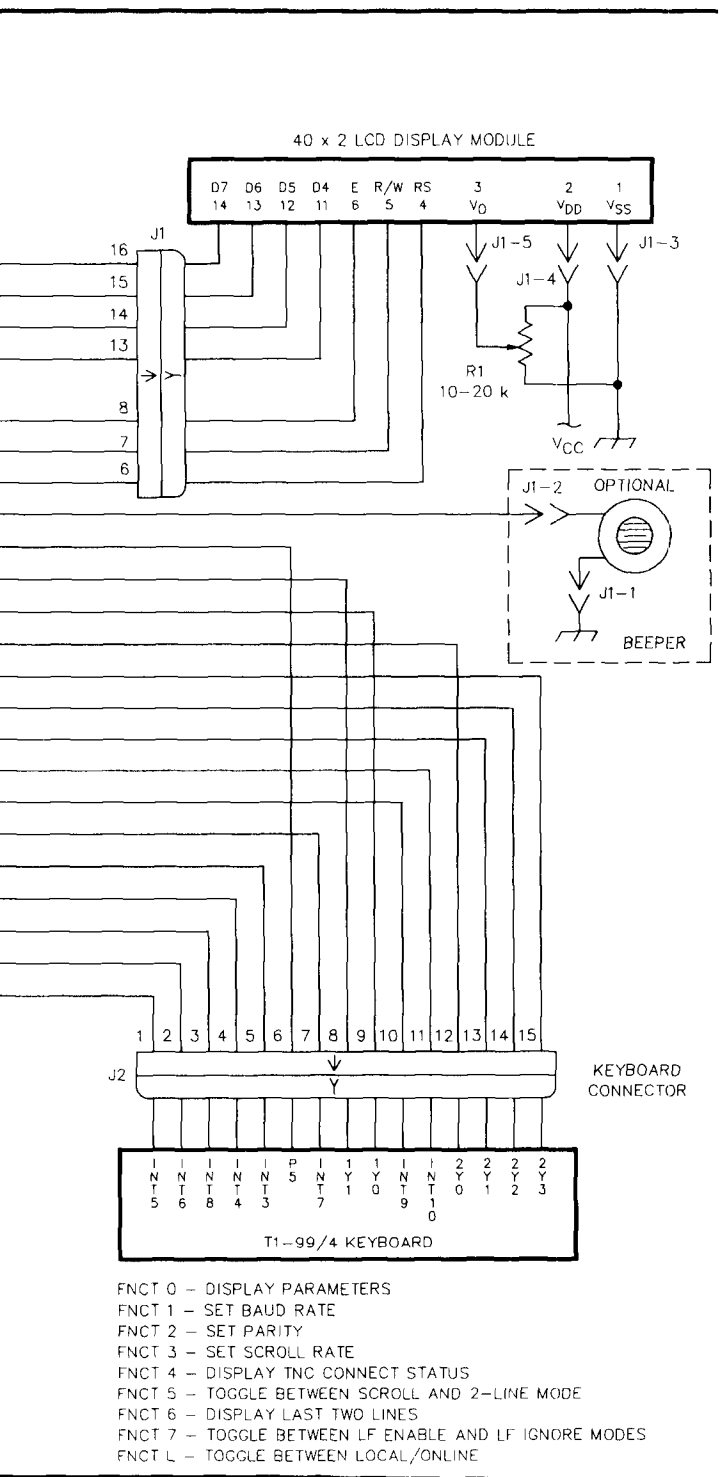 40 x 2 LCD DISPLAY MODULE
D7 D6 D5 D4 E R/W RS 3 2 1
14 13 12 11 6 5 4 VO VDD VSS
J1
16
15
14
13
8
7
6
J1-5
J1-4
J1-3
R1
10-20 k
VCC
J1-2 OPTIONAL
J1-1
BEEPER
1 2 3 4 5 6 7 8 9 10 11 12 13 14 15
J2
KEYBOARD
CONNECTOR
INT5 INT6 INT8 INT4 INT3 P5 INT7 1Y1 1Y0 INT9 INT10 2Y0 2Y1 2Y2 2Y3
T1-99/4 KEYBOARD
FNCT 0 - DISPLAY PARAMETERS
FNCT 1 - SET BAUD RATE
FNCT 2 - SET PARITY
FNCT 3 - SET SCROLL RATE
FNCT 4 - DISPLAY TNC CONNECT STATUS
FNCT 5 - TOGGLE BETWEEN SCROLL AND 2-LINE MODE
FNCT 6 - DISPLAY LAST TWO LINES
FNCT 7 - TOGGLE BETWEEN LF ENABLE AND LF IGNORE MODES
FNCT L - TOGGLE BETWEEN LOCAL/ONLINE